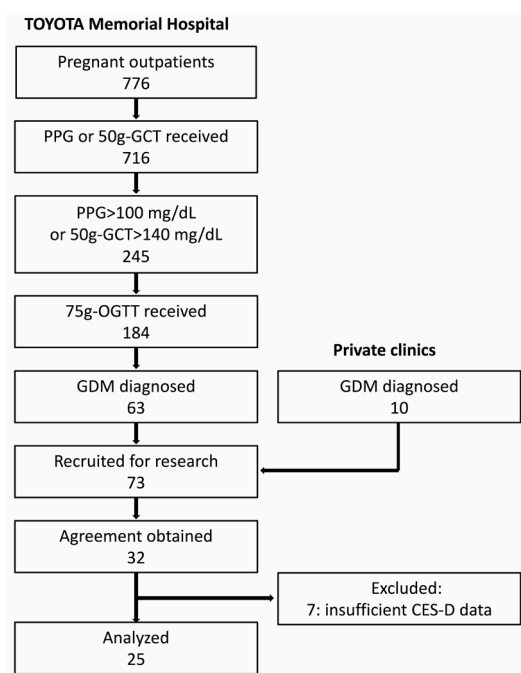 TOYOTA Memorial Hospital
Pregnant outpatients
776
PPG or 50g-GCT received
716
PPG>100 mg/dL
or 50g-GCT>140 mg/dL
245
75g-OGTT received
184
Private clinics
GDM diagnosed
63
GDM diagnosed
10
Recruited for research
73
Agreement obtained
32
Excluded:
7: insufficient CES-D data
Analyzed
25